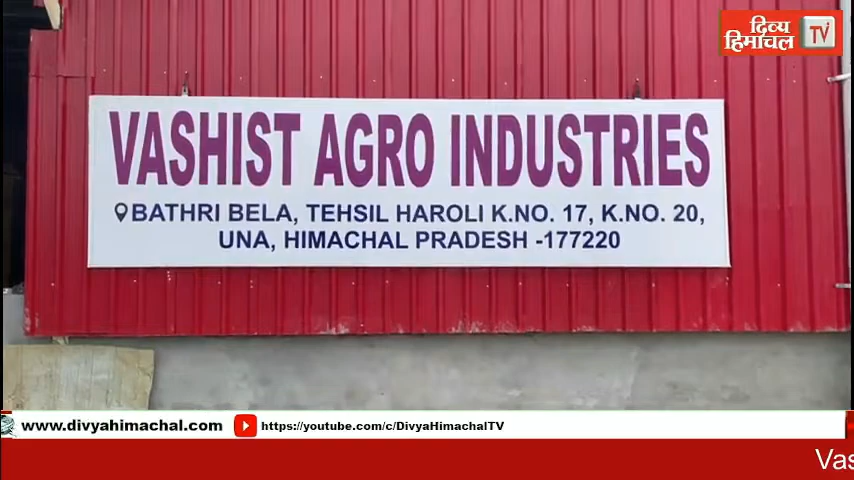 दिव्य
हिमाचल
TV
VASHIST AGRO INDUSTRIES
BATHRI BELA, TEHSIL HAROLI K.NO. 17, K.NO. 20,
UNA, HIMACHAL PRADESH -177220
www.divyahimachal.com
https://youtube.com/c/DivyaHimachalTV
Vas